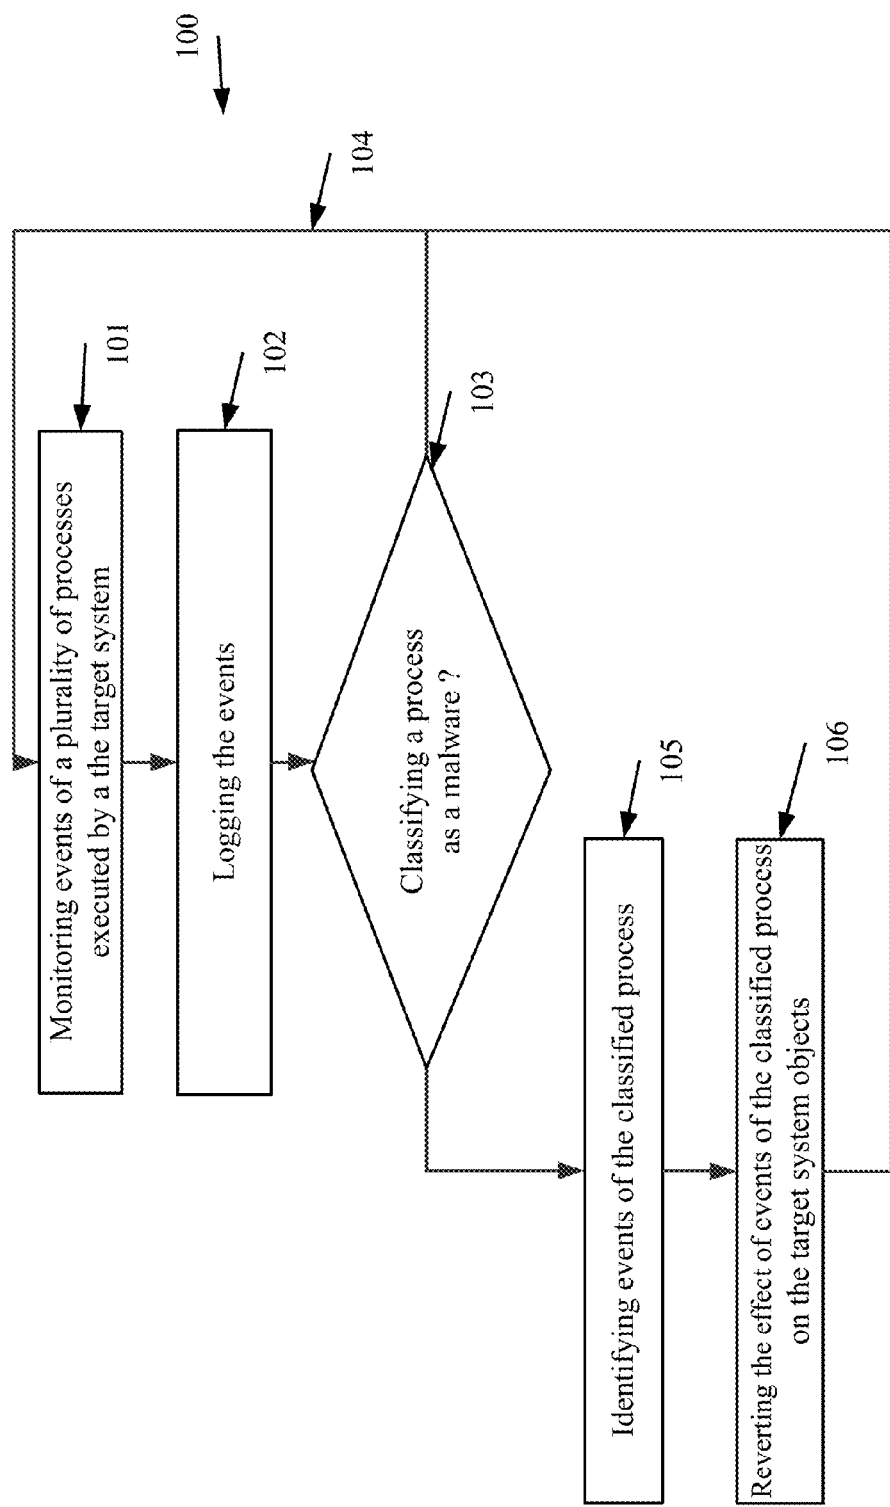 100
104
Monitoring events of a plurality of processes
executed by a the target system
101
Logging the events
102
Classifying a process
as a malware ?
103
Identifying events of the classified process
105
Reverting the effect of events of the classified process
on the target system objects
106